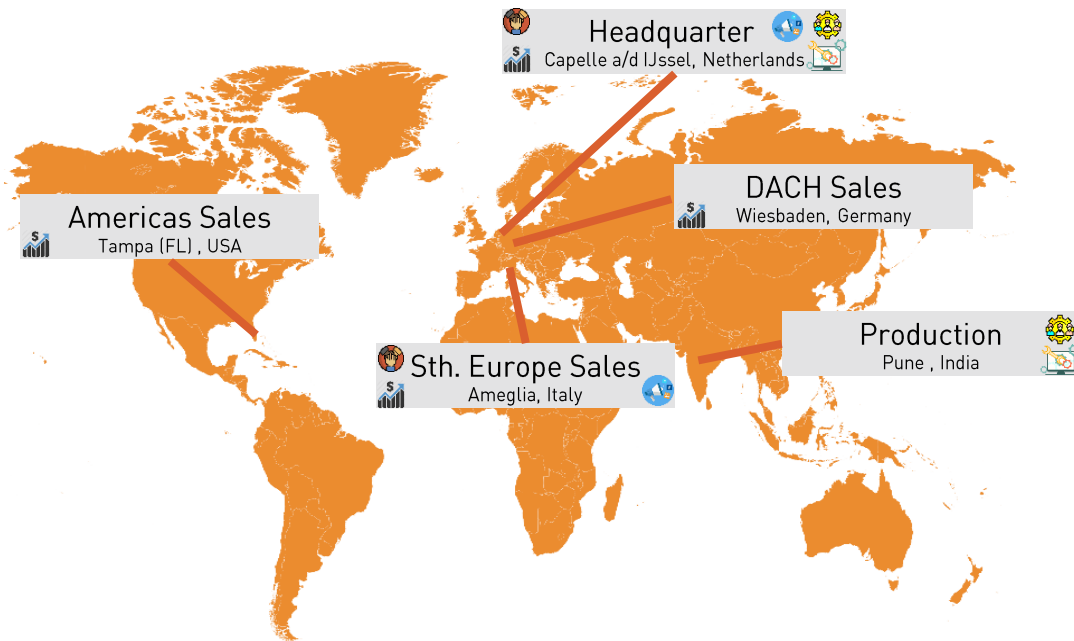 Headquarter
Capelle a/d IJssel, Netherlands
DACH Sales
Wiesbaden, Germany
Americas Sales
Tampa (FL) , USA
Production
Pune , India
Sth. Europe Sales
Ameglia, Italy